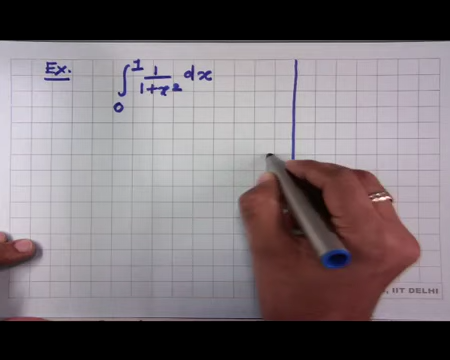 Ex. ∫₀¹ 1/(1+x²) dx
IIT DELHI